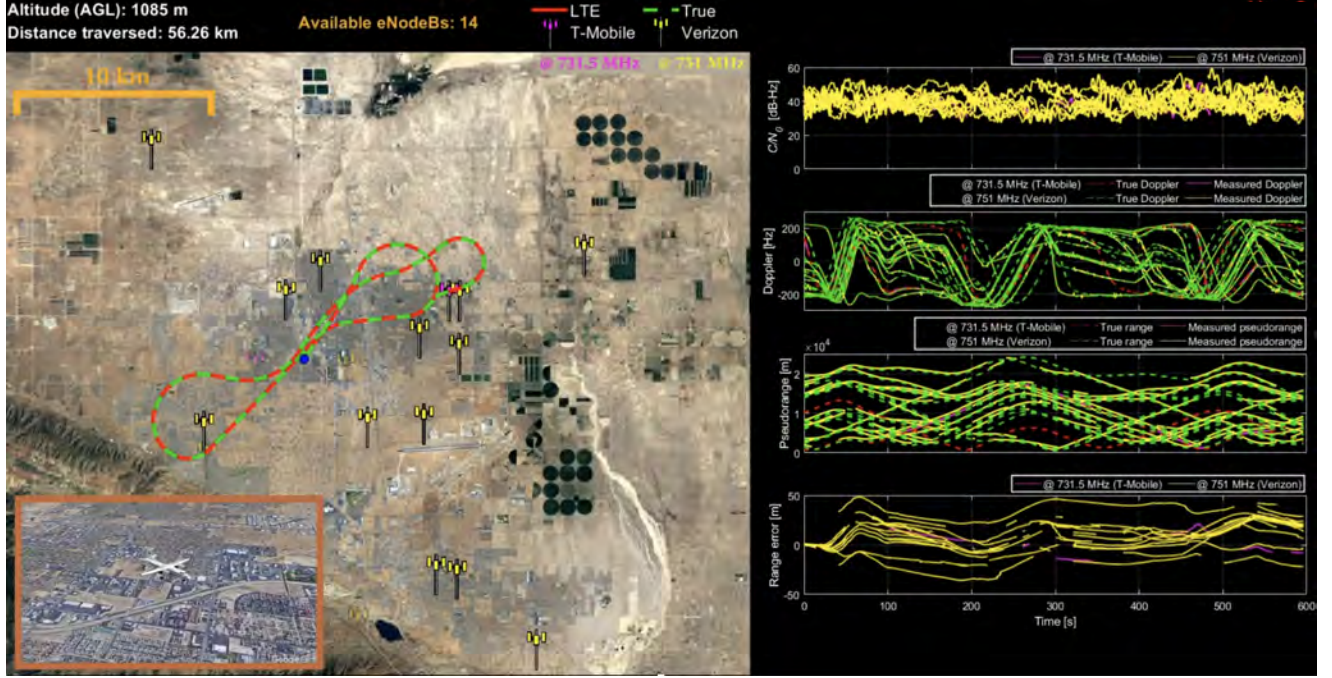 Altitude (AGL): 1085 m
Distance traversed: 56.26 km
Available eNodeBs: 14
LTE
True
T-Mobile
Verizon
@ 731.5 MHz
@ 751 MHz
10 km
@ 731.5 MHz (T-Mobile)
@ 751 MHz (Verizon)
60
40
20
0
C/N₀ [dB-Hz]
@ 731.5 MHz (T-Mobile)
True Doppler
Measured Doppler
@ 751 MHz (Verizon)
True Doppler
Measured Doppler
200
0
-200
Doppler [Hz]
@ 731.5 MHz (T-Mobile)
True range
Measured pseudorange
@ 751 MHz (Verizon)
True range
Measured pseudorange
×10⁴
2
1
0
Pseudorange [m]
@ 731.5 MHz (T-Mobile)
@ 751 MHz (Verizon)
50
0
-50
Range error [m]
0
100
200
300
400
500
600
Time [s]